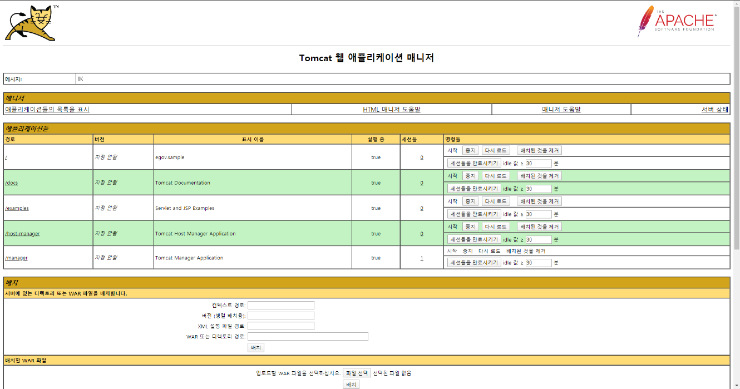 TM
THE
APACHE
SOFTWARE FOUNDATION
Tomcat 웹 애플리케이션 매니저
메시지: OK
매니저
애플리케이션들의 목록을 표시 HTML 매니저 도움말 매니저 도움말 서버 상태
애플리케이션들
경로 버전 표시 이름 실행 중 세션들 명령들
/ 지정 안됨 egov.sample true 0 시작 중지 다시 로드 배치된 것을 제거
세션들을 만료시키기 idle 값 ≥ 30 분
/docs 지정 안됨 Tomcat Documentation true 0 시작 중지 다시 로드 배치된 것을 제거
세션들을 만료시키기 idle 값 ≥ 30 분
/examples 지정 안됨 Servlet and JSP Examples true 0 시작 중지 다시 로드 배치된 것을 제거
세션들을 만료시키기 idle 값 ≥ 30 분
/host-manager 지정 안됨 Tomcat Host Manager Application true 0 시작 중지 다시 로드 배치된 것을 제거
세션들을 만료시키기 idle 값 ≥ 30 분
/manager 지정 안됨 Tomcat Manager Application true 1 시작 중지 다시 로드 배치된 것을 제거
세션들을 만료시키기 idle 값 ≥ 30 분
배치
서버에 있는 디렉토리 또는 WAR 파일을 배치합니다.
컨텍스트 경로:
버전 (병렬 배치용):
XML 설정 파일 경로:
WAR 또는 디렉토리 경로:
배치
배치할 WAR 파일
업로드할 WAR 파일을 선택하십시오. 파일 선택 선택된 파일 없음
배치